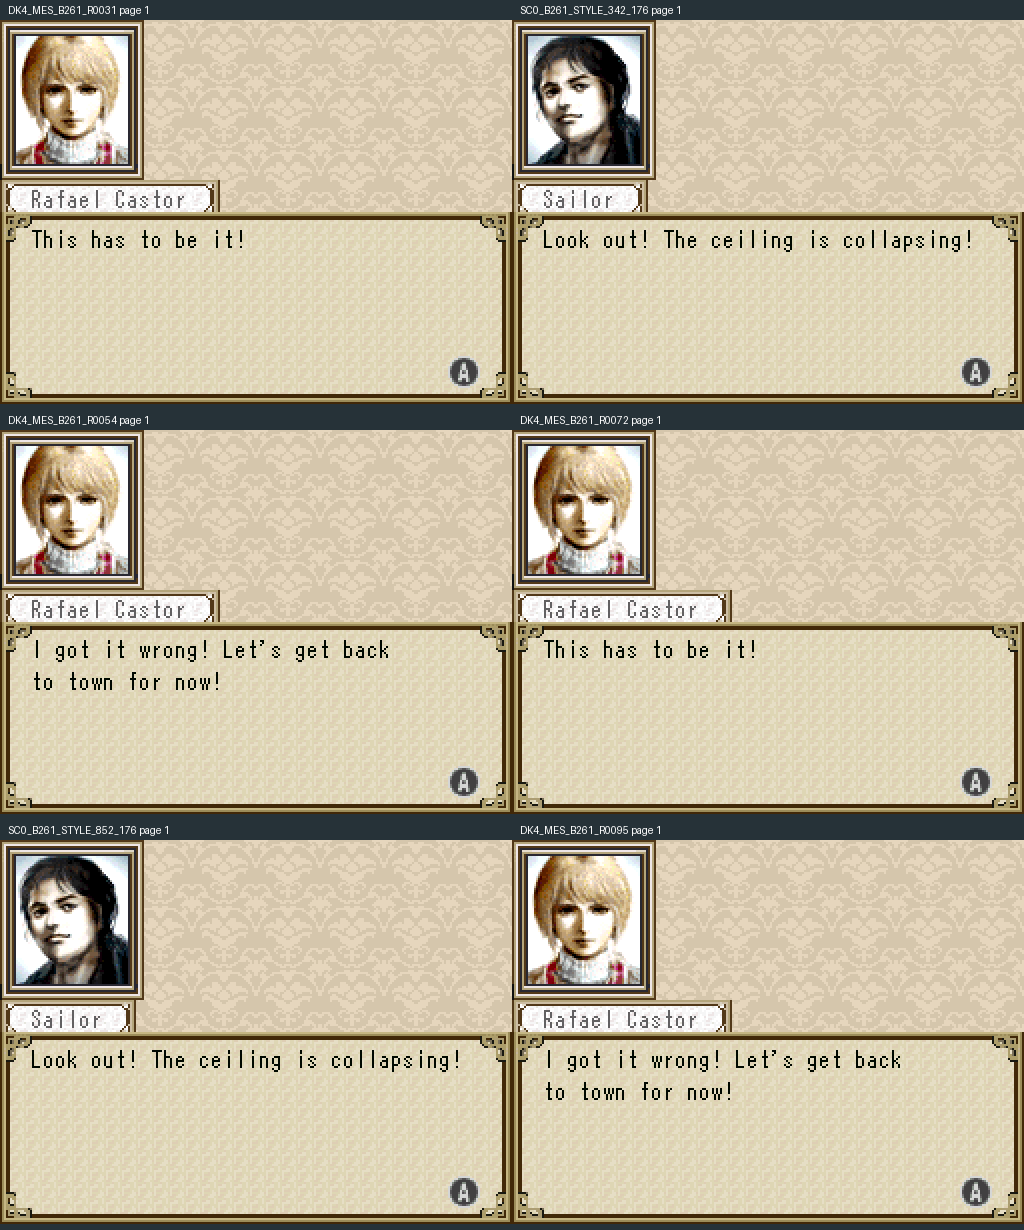 DK4_MES_B261_R0031 page 1
Rafael Castor
This has to be it!
A
SC0_B261_STYLE_342_176 page 1
Sailor
Look out! The ceiling is collapsing!
A
DK4_MES_B261_R0054 page 1
Rafael Castor
I got it wrong! Let's get back
to town for now!
A
DK4_MES_B261_R0072 page 1
Rafael Castor
This has to be it!
A
SC0_B261_STYLE_852_176 page 1
Sailor
Look out! The ceiling is collapsing!
A
DK4_MES_B261_R0095 page 1
Rafael Castor
I got it wrong! Let's get back
to town for now!
A